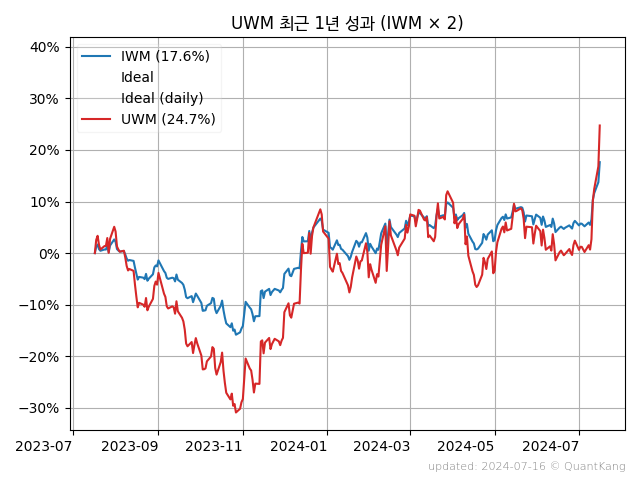 UWM 최근 1년 성과 (IWM × 2)
40%
30%
20%
10%
0%
−10%
−20%
−30%
IWM (17.6%)
Ideal
Ideal (daily)
UWM (24.7%)
2023-07 2023-09 2023-11 2024-01 2024-03 2024-05 2024-07
updated: 2024-07-16 © QuantKang